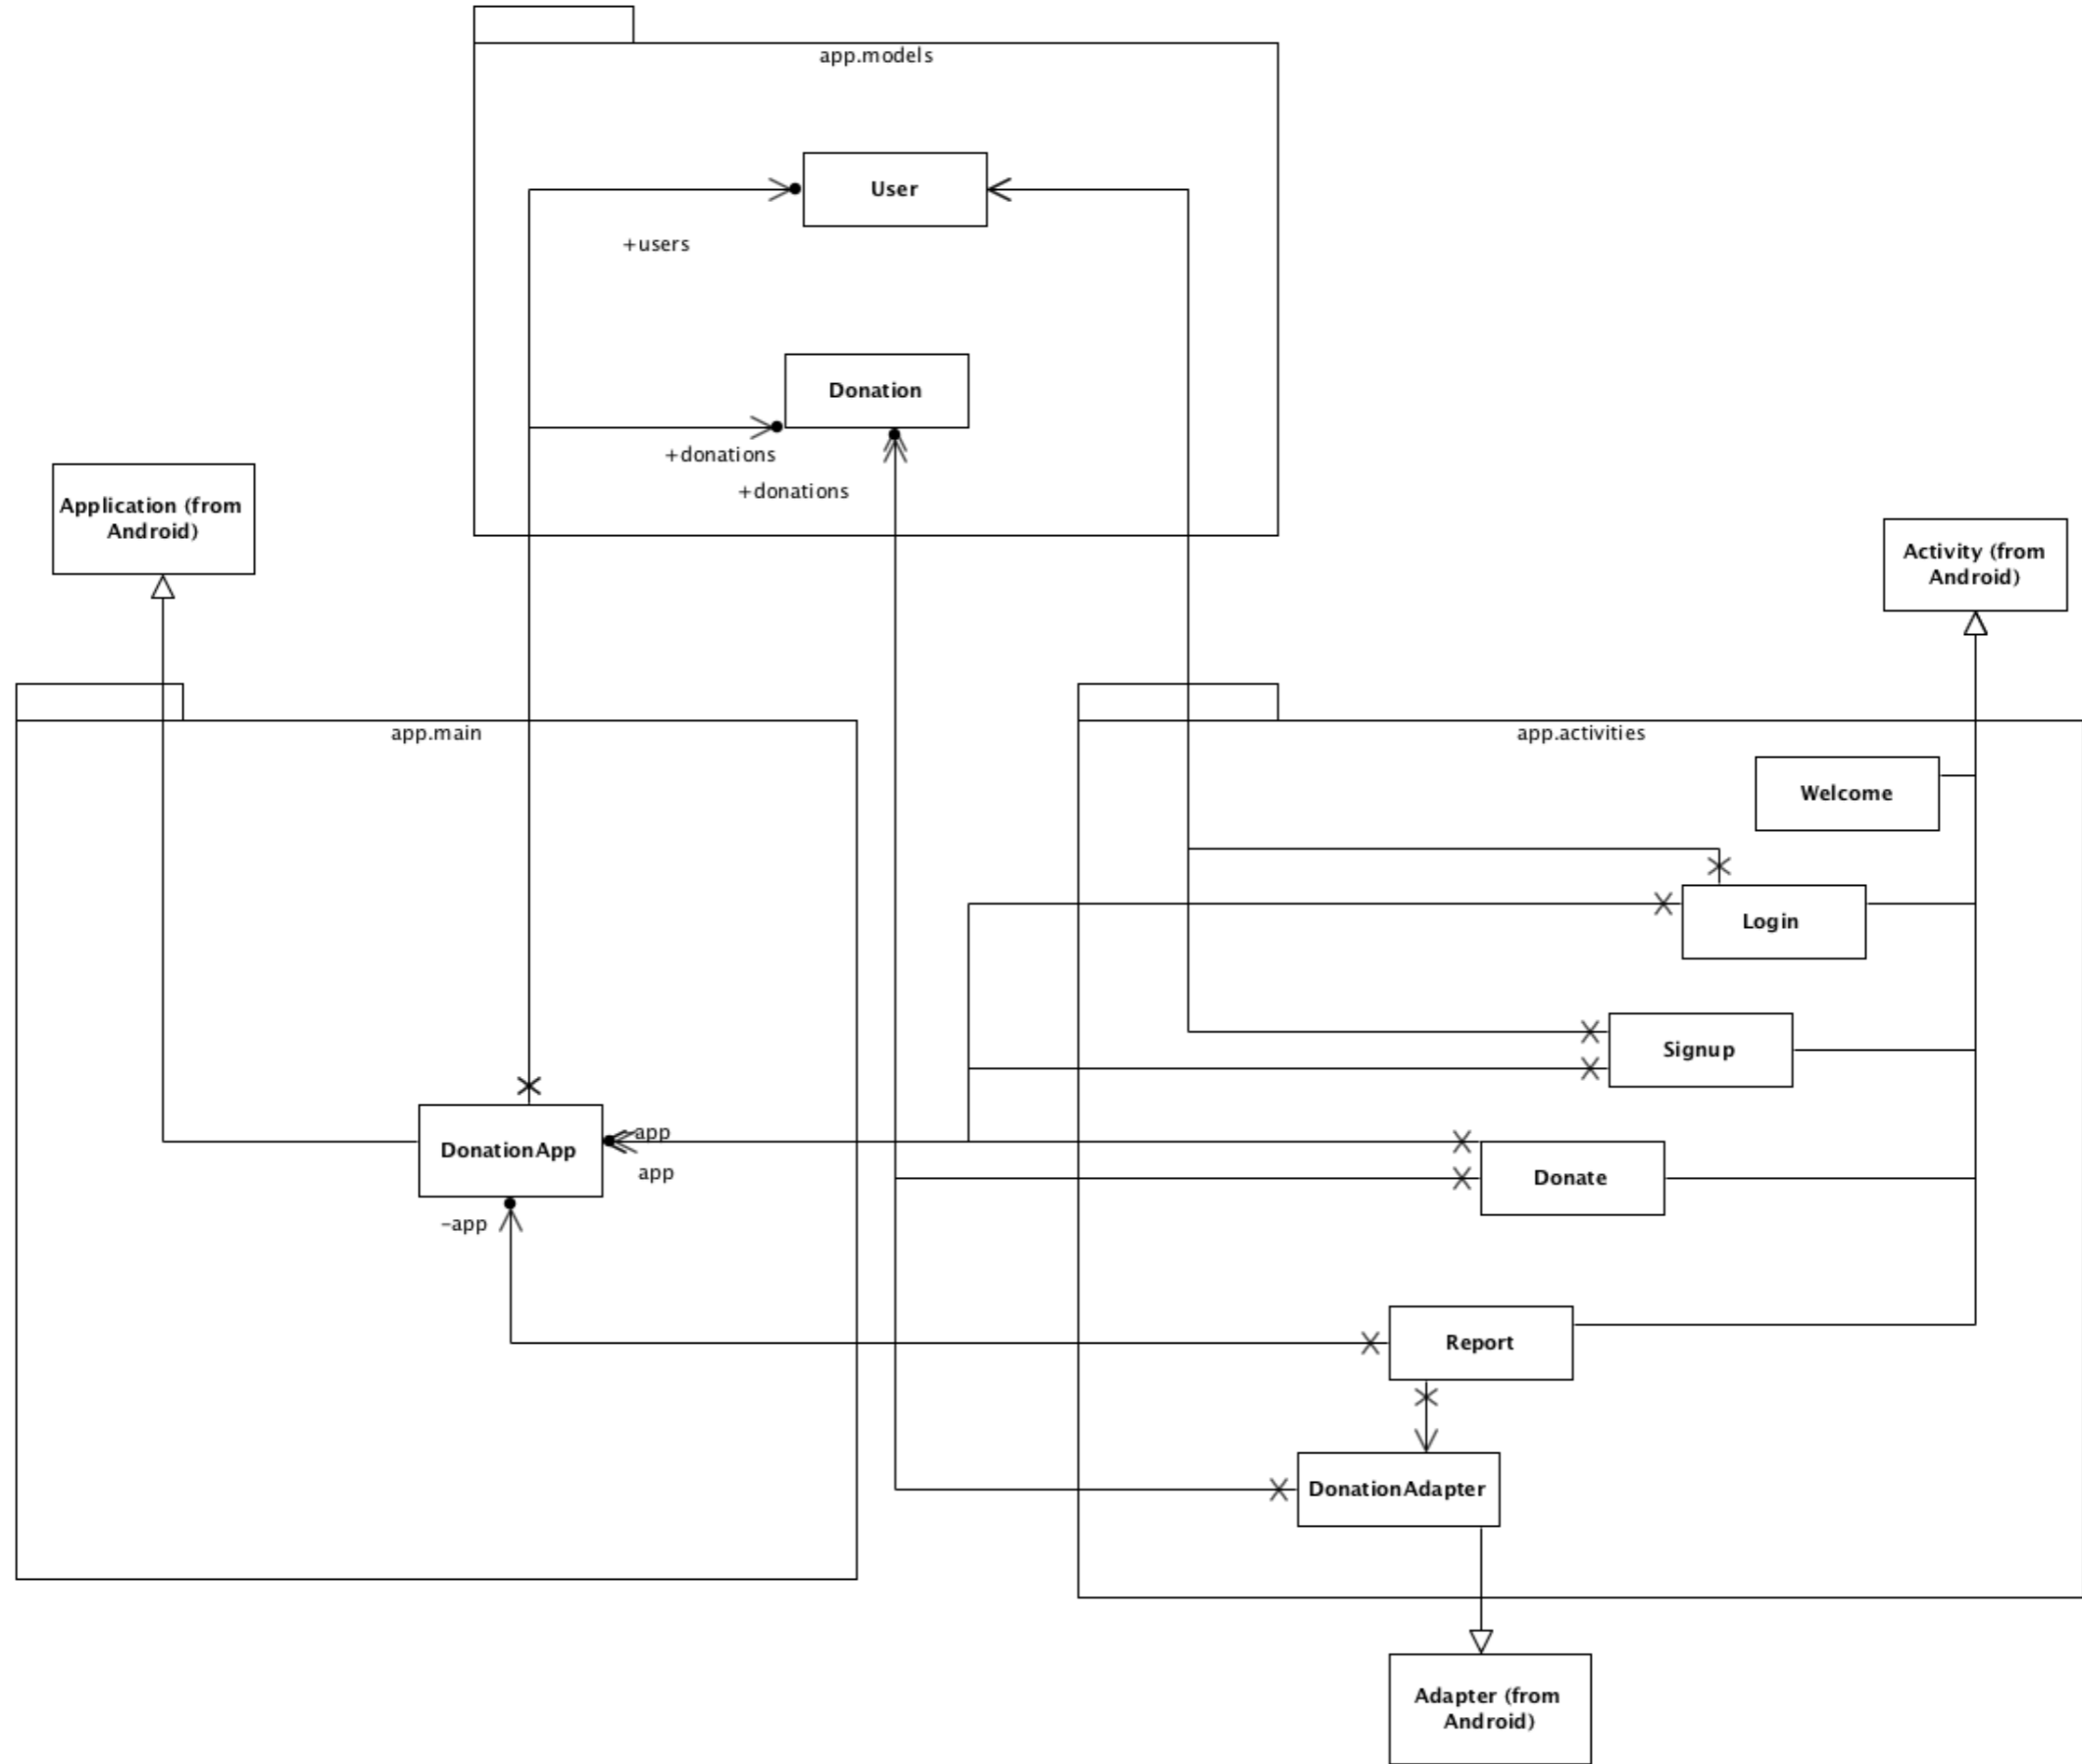 app.models
User
+users
Donation
+donations
+donations
Application (from
Android)
Activity (from
Android)
app.main
app.activities
Welcome
Login
Signup
-app
DonationApp
app
Donate
-app
Report
DonationAdapter
Adapter (from
Android)